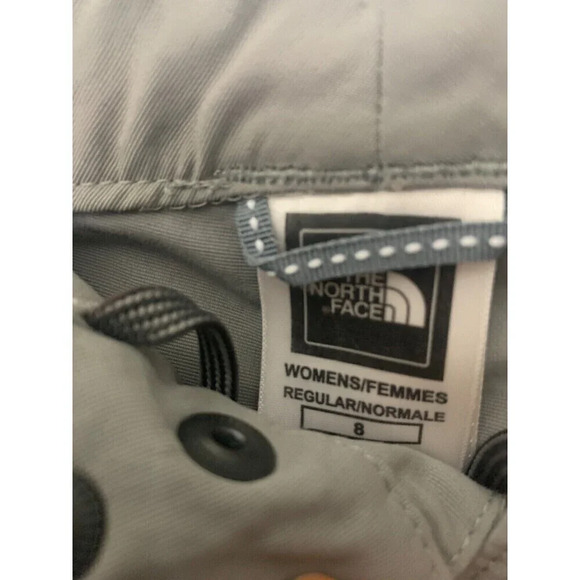 THE
NORTH
FACE
WOMENS/FEMMES
REGULAR/NORMALE
8